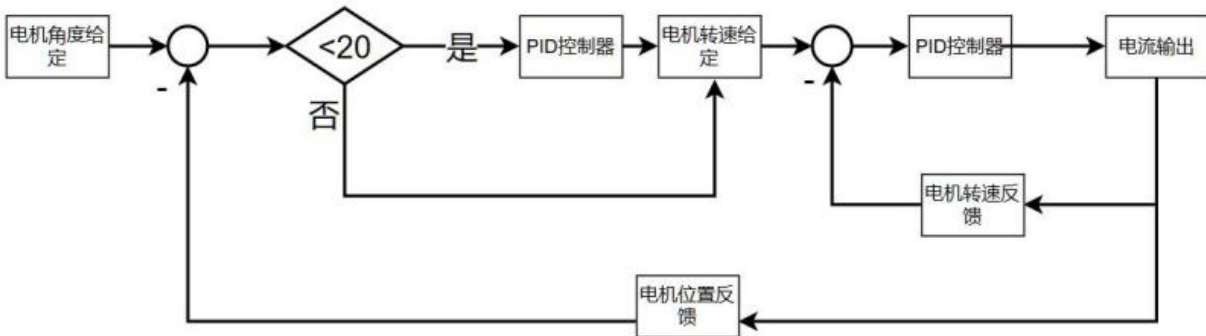 电机角度给
定
-
<20
是
否
PID控制器
电机转速给
定
-
PID控制器
电流输出
电机转速反
馈
电机位置反
馈